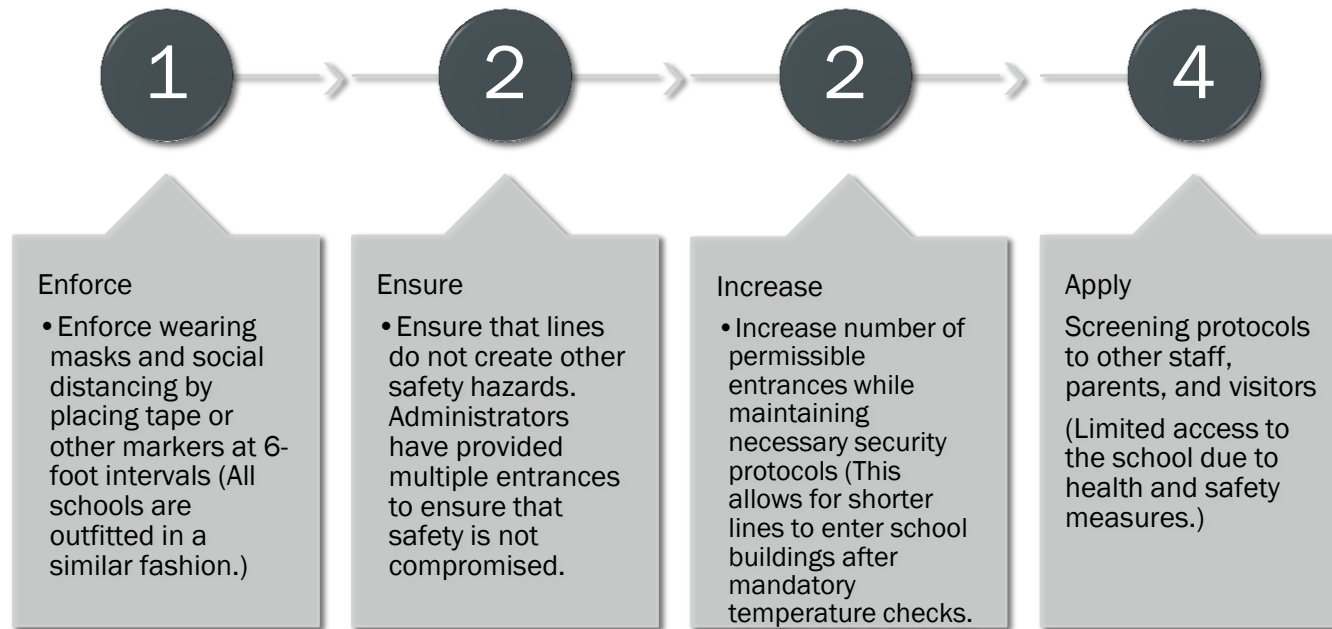 1
2
2
4
Enforce
•Enforce wearing
masks and social
distancing by
placing tape or
other markers at 6-
foot intervals (All
schools are
outfitted in a
similar fashion.)
Ensure
•Ensure that lines
do not create other
safety hazards.
Administrators
have provided
multiple entrances
to ensure that
safety is not
compromised.
Increase
•Increase number of
permissible
entrances while
maintaining
necessary security
protocols (This
allows for shorter
lines to enter school
buildings after
mandatory
temperature checks.
Apply
Screening protocols
to other staff,
parents, and visitors
(Limited access to
the school due to
health and safety
measures.)